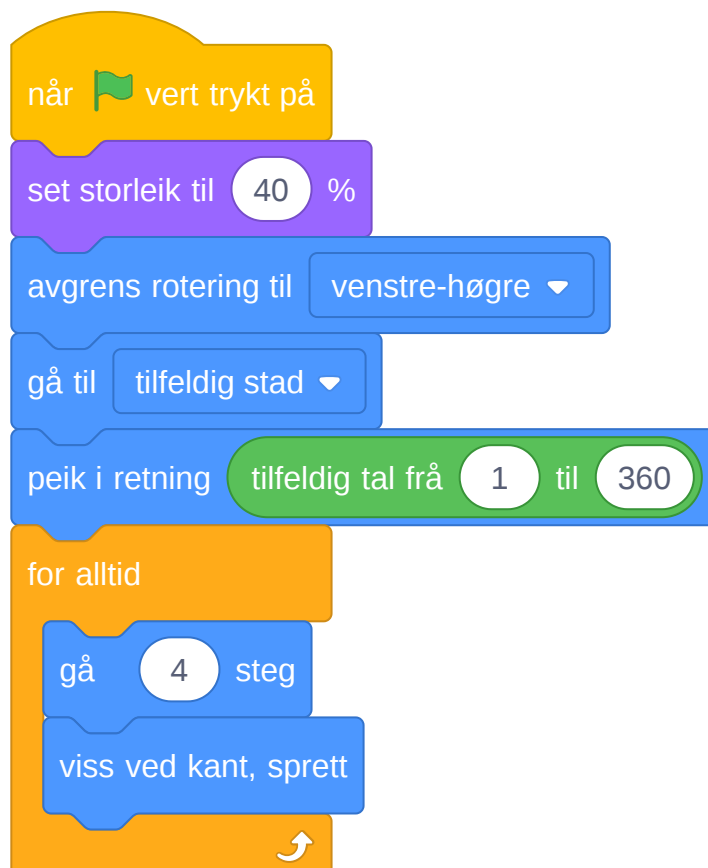 når vert trykt på
set storleik til 40 %
avgrens rotering til venstre-høgre
gå til tilfeldig stad
peik i retning tilfeldig tal frå 1 til 360
for alltid
gå 4 steg
viss ved kant, sprett